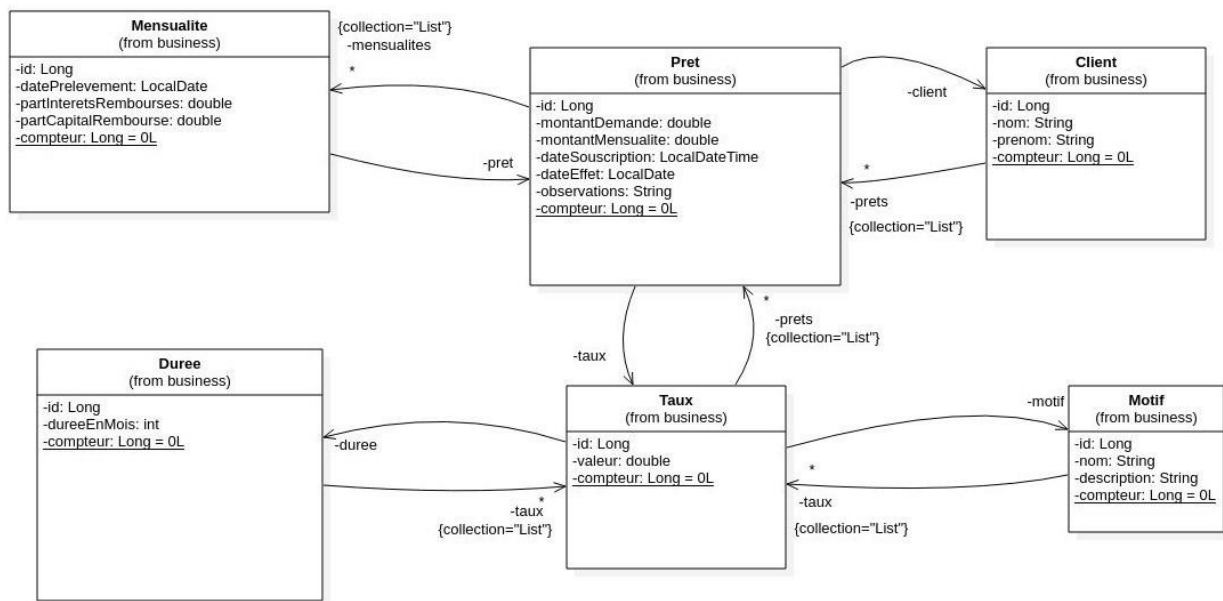 Mensualite
(from business)
-id: Long
-datePrelevement: LocalDate
-partInteretsRembourses: double
-partCapitalRembourse: double
-compteur: Long = 0L
{collection="List"}
-mensualites
*
-pret
Pret
(from business)
-id: Long
-montantDemande: double
-montantMensualite: double
-dateSouscription: LocalDateTime
-dateEffet: LocalDate
-observations: String
-compteur: Long = 0L
-client
*
-prets
{collection="List"}
Client
(from business)
-id: Long
-nom: String
-prenom: String
-compteur: Long = 0L
-taux
*
-prets
{collection="List"}
Duree
(from business)
-id: Long
-dureeEnMois: int
-compteur: Long = 0L
-duree
*
-taux
{collection="List"}
Taux
(from business)
-id: Long
-valeur: double
-compteur: Long = 0L
-motif
*
-taux
{collection="List"}
Motif
(from business)
-id: Long
-nom: String
-description: String
-compteur: Long = 0L